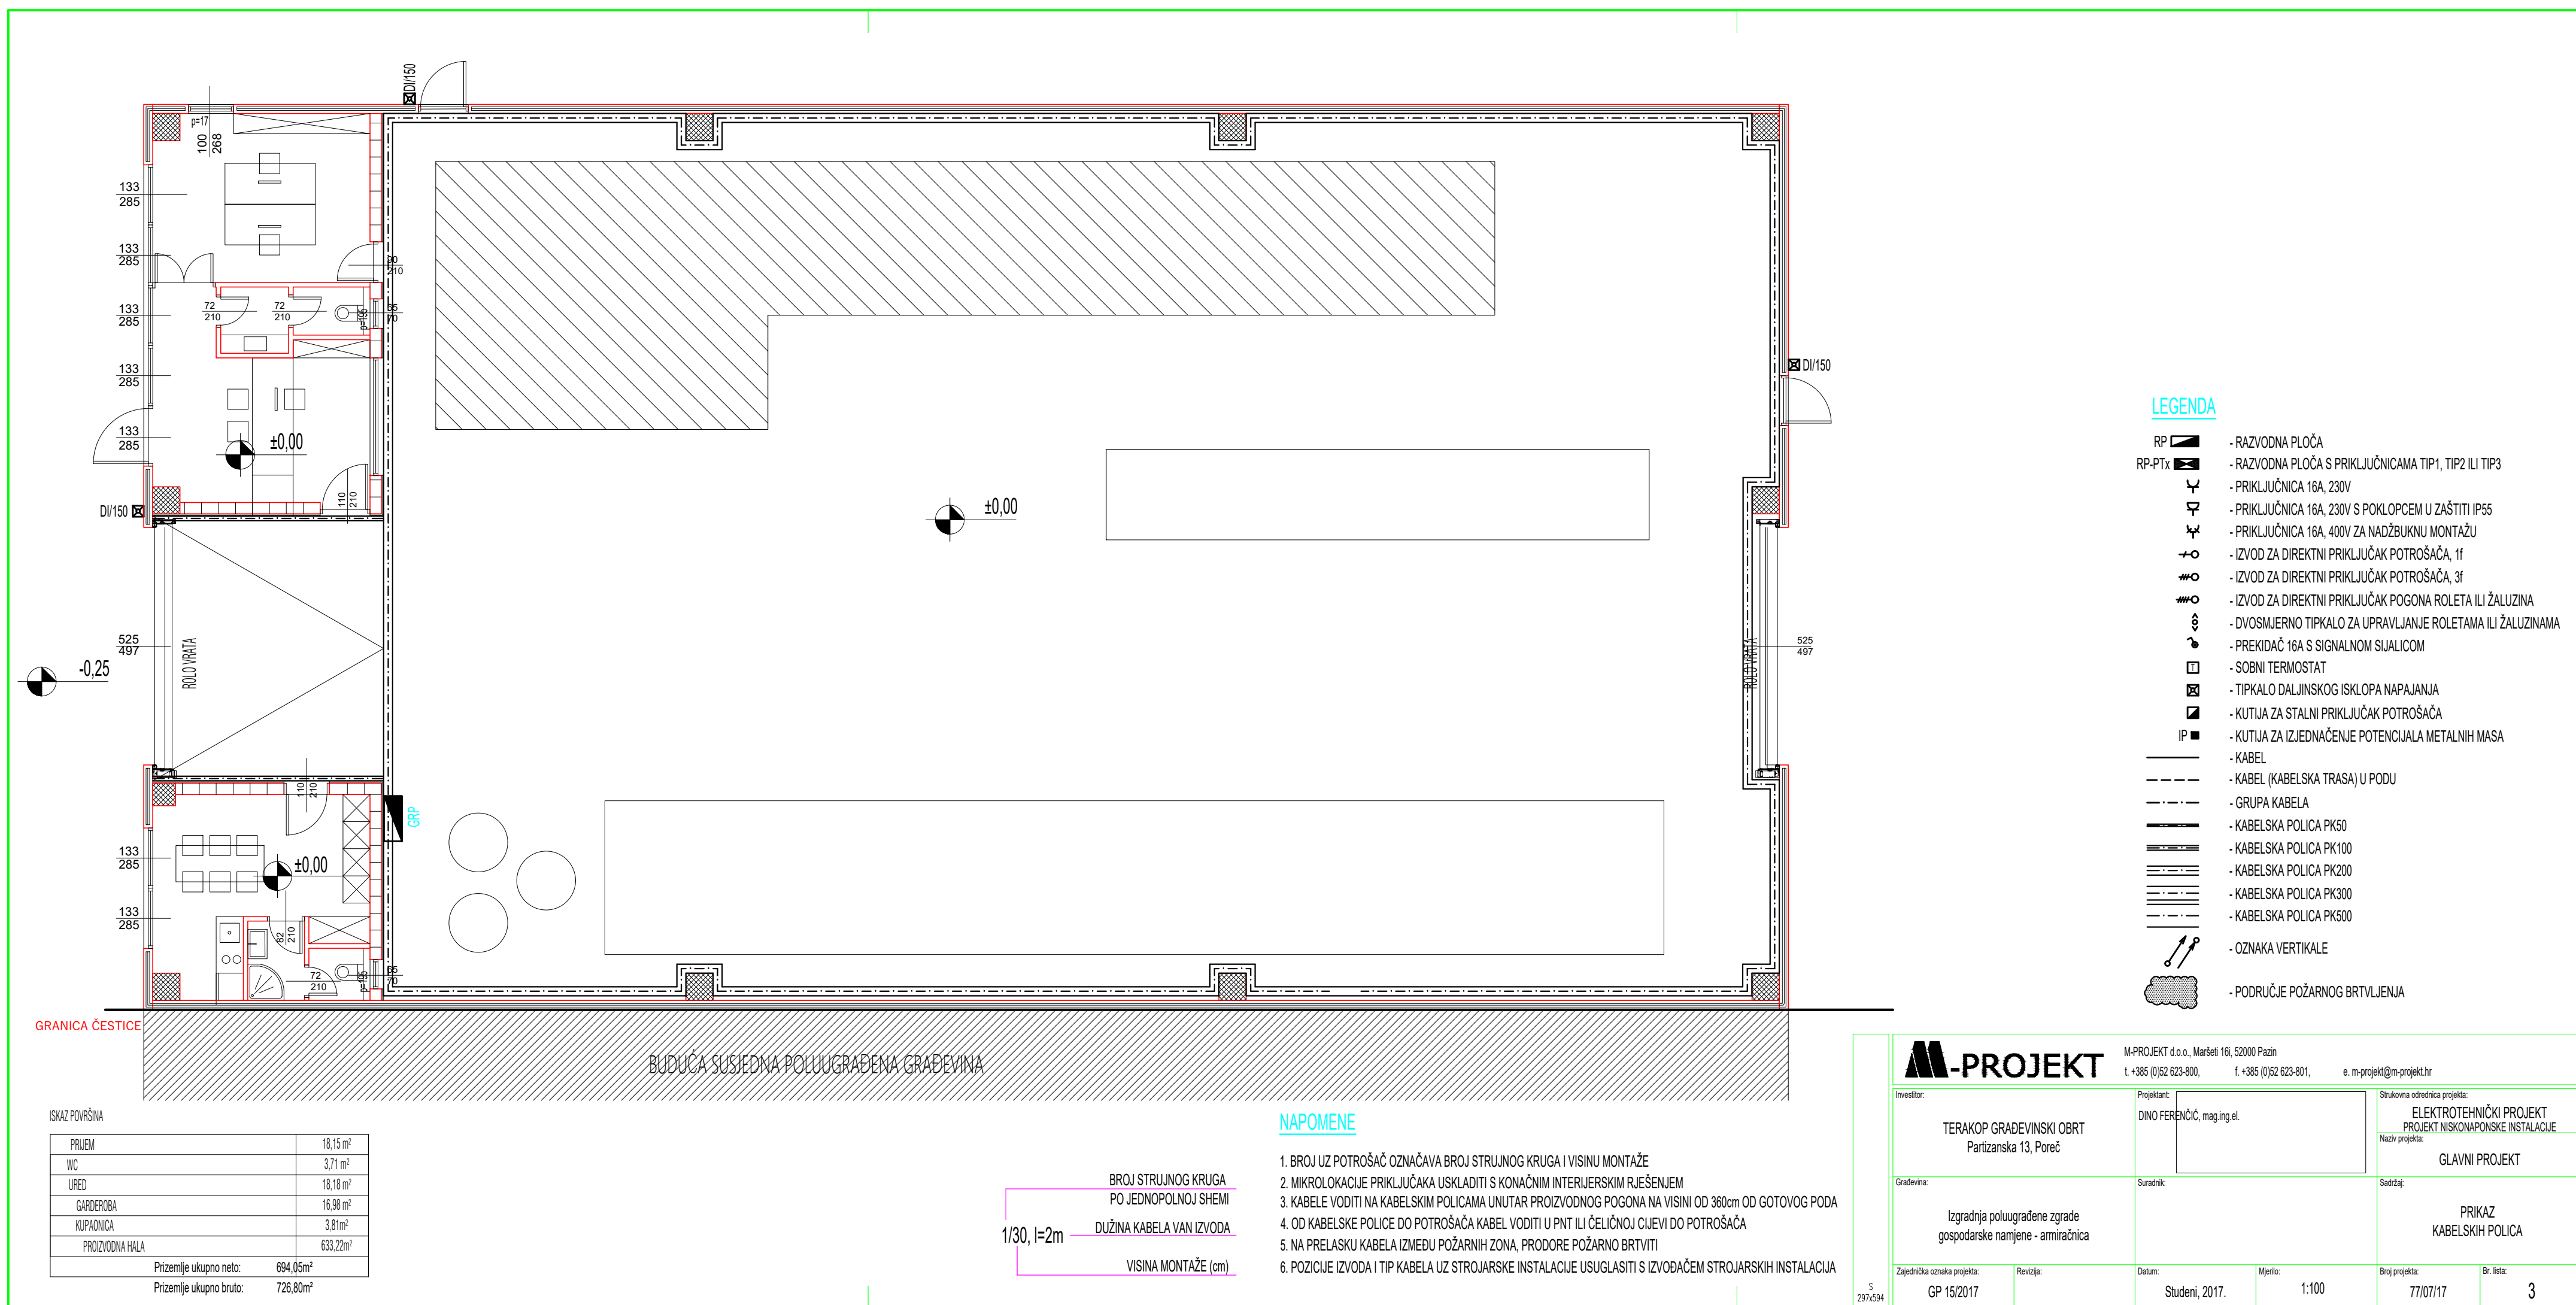 DI/150
p=17
100
268
133
285
133
285
90
210
72
210
72
210
p=195
65
70
133
285
133
285
DI/150
133
285
±0,00
110
210
±0,00
DI/150
525
497
ROLO VRATA
-0,25
ROLO VRATA
525
497
110
210
GRP
133
285
±0,00
133
285
82
210
72
210
p=195
65
70
GRANICA ČESTICE
BUDUĆA SUSJEDNA POLUUGRAĐENA GRAĐEVINA
LEGENDA
RP - RAZVODNA PLOČA
RP-PTx - RAZVODNA PLOČA S PRIKLJUČNICAMA TIP1, TIP2 ILI TIP3
- PRIKLJUČNICA 16A, 230V
- PRIKLJUČNICA 16A, 230V S POKLOPCEM U ZAŠTITI IP55
- PRIKLJUČNICA 16A, 400V ZA NADŽBUKNU MONTAŽU
- IZVOD ZA DIREKTNI PRIKLJUČAK POTROŠAČA, 1f
- IZVOD ZA DIREKTNI PRIKLJUČAK POTROŠAČA, 3f
- IZVOD ZA DIREKTNI PRIKLJUČAK POGONA ROLETA ILI ŽALUZINA
- DVOSMJERNO TIPKALO ZA UPRAVLJANJE ROLETAMA ILI ŽALUZINAMA
- PREKIDAČ 16A S SIGNALNOM SIJALICOM
T - SOBNI TERMOSTAT
- TIPKALO DALJINSKOG ISKLOPA NAPAJANJA
- KUTIJA ZA STALNI PRIKLJUČAK POTROŠAČA
IP - KUTIJA ZA IZJEDNAČENJE POTENCIJALA METALNIH MASA
- KABEL
- KABEL (KABELSKA TRASA) U PODU
- GRUPA KABELA
- KABELSKA POLICA PK50
- KABELSKA POLICA PK100
- KABELSKA POLICA PK200
- KABELSKA POLICA PK300
- KABELSKA POLICA PK500
- OZNAKA VERTIKALE
- PODRUČJE POŽARNOG BRTVLJENJA
ISKAZ POVRŠINA
PRIJEM 18,15 m²
WC 3,71 m²
URED 18,18 m²
GARDEROBA 16,98 m²
KUPAONICA 3,81m²
PROIZVODNA HALA 633,22m²
Prizemlje ukupno neto: 694,05m²
Prizemlje ukupno bruto: 726,80m²
BROJ STRUJNOG KRUGA
PO JEDNOPOLNOJ SHEMI
1/30, l=2m
DUŽINA KABELA VAN IZVODA
VISINA MONTAŽE (cm)
NAPOMENE
1. BROJ UZ POTROŠAČ OZNAČAVA BROJ STRUJNOG KRUGA I VISINU MONTAŽE
2. MIKROLOKACIJE PRIKLJUČAKA USKLADITI S KONAČNIM INTERIJERSKIM RJEŠENJEM
3. KABELE VODITI NA KABELSKIM POLICAMA UNUTAR PROIZVODNOG POGONA NA VISINI OD 360cm OD GOTOVOG PODA
4. OD KABELSKE POLICE DO POTROŠAČA KABEL VODITI U PNT ILI ČELIČNOJ CIJEVI DO POTROŠAČA
5. NA PRELASKU KABELA IZMEĐU POŽARNIH ZONA, PRODORE POŽARNO BRTVITI
6. POZICIJE IZVODA I TIP KABELA UZ STROJARSKE INSTALACIJE USUGLASITI S IZVOĐAČEM STROJARSKIH INSTALACIJA
S
297x594
M-PROJEKT
M-PROJEKT d.o.o., Maršeti 16i, 52000 Pazin
t. +385 (0)52 623-800, f. +385 (0)52 623-801, e. m-projekt@m-projekt.hr
Investitor:
TERAKOP GRAĐEVINSKI OBRT
Partizanska 13, Poreč
Projektant:
DINO FERENČIĆ, mag.ing.el.
Strukovna odrednica projekta:
ELEKTROTEHNIČKI PROJEKT
PROJEKT NISKONAPONSKE INSTALACIJE
Naziv projekta:
GLAVNI PROJEKT
Građevina:
Izgradnja poluugrađene zgrade
gospodarske namjene - armiračnica
Suradnik:
Sadržaj:
PRIKAZ
KABELSKIH POLICA
Zajednička oznaka projekta:
GP 15/2017
Revizija:
Datum:
Studeni, 2017.
Mjerilo:
1:100
Broj projekta:
77/07/17
Br. lista:
3